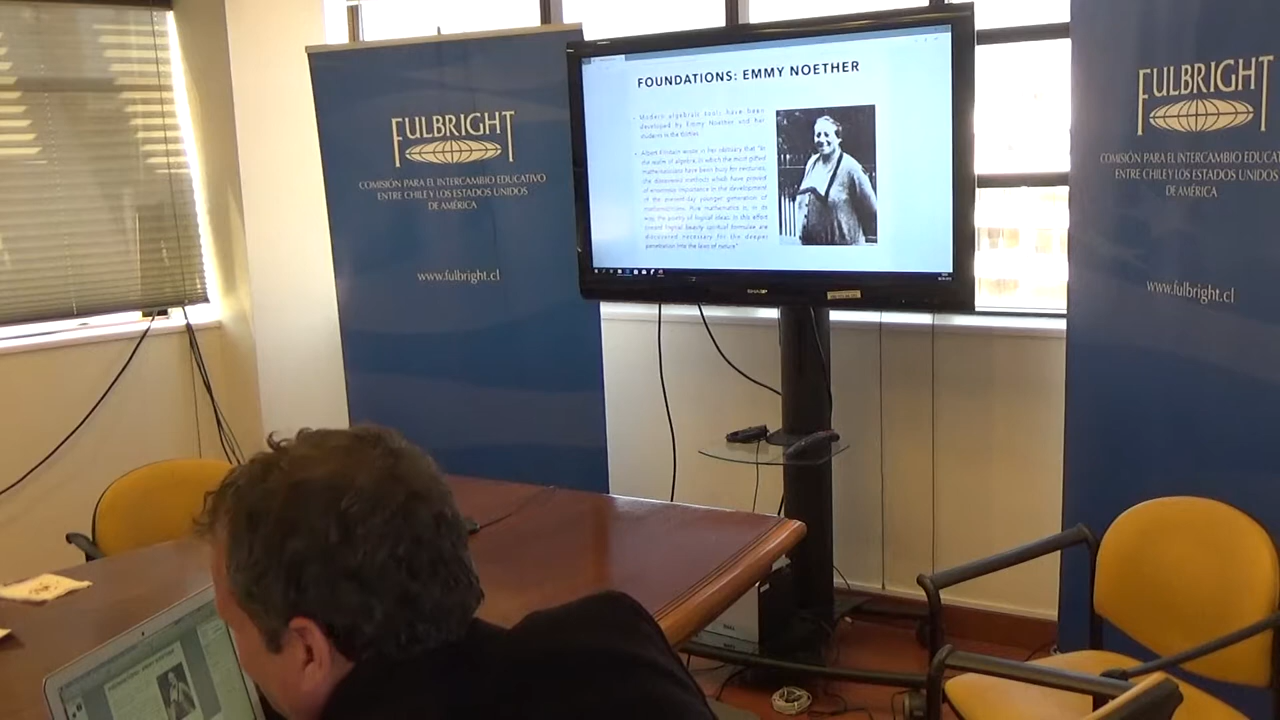 FULBRIGHT
COMISIÓN PARA EL INTERCAMBIO EDUCATIVO
ENTRE CHILE Y LOS ESTADOS UNIDOS
DE AMÉRICA
www.fulbright.cl
FOUNDATIONS: EMMY NOETHER
Modern algebraic tools have been
developed by Emmy Noether and her
students in the thirties
Albert Einstein wrote in her obituary that "In
the realm of algebra, in which the most gifted
mathematicians have been busy for centuries,
she discovered methods which have proved
of enormous importance in the development
of the present-day younger generation of
mathematicians. Pure mathematics is, in its
way, the poetry of logical ideas. In this effort
toward logical beauty spiritual formulae are
discovered necessary for the deeper
penetration into the laws of nature"
SHARP
FULBRIGHT
COMISIÓN PARA EL INTERCAMBIO EDUCA
ENTRE CHILE Y LOS ESTADOS UNIDOS
DE AMÉRICA
www.fulbright.cl
FOUNDATIONS: EMMY NOETHER